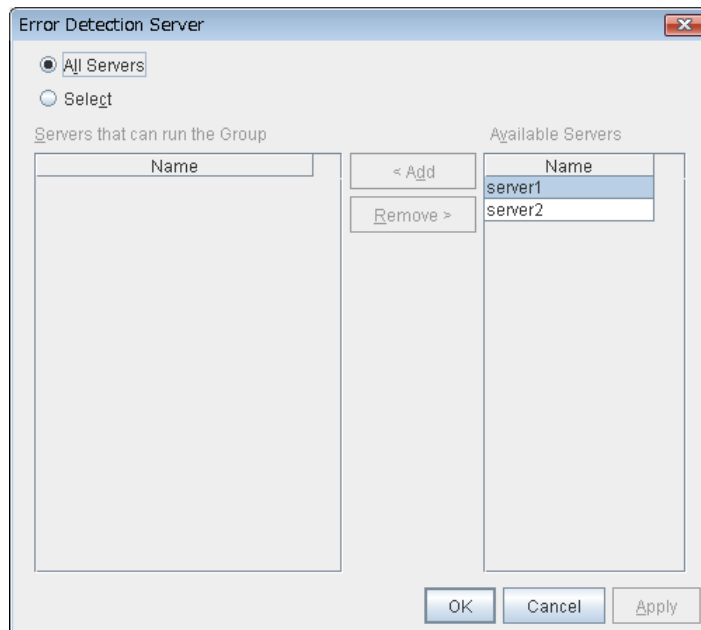 Error Detection Server
All Servers
Select
Servers that can run the Group
Available Servers
Name
< Add
Name
server1
Remove >
server2
OK
Cancel
Apply